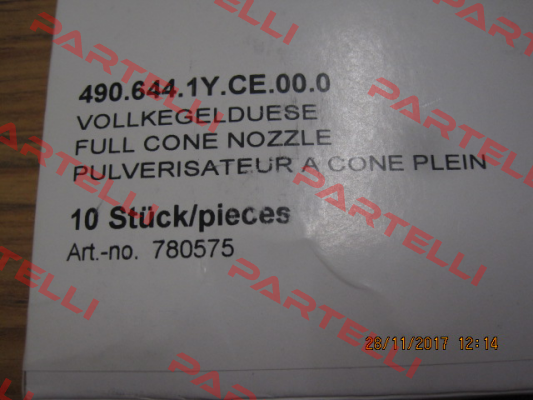 490.644.1Y.CE.00.0
VOLLKEGELDUESE
FULL CONE NOZZLE
PULVERISATEUR A CONE PLEIN
10 Stück/pieces
Art.-no. 780575
28/11/2017 12:14
PARTELLI
PARTELLI
PARTELLI
PARTELLI
PARTELLI
PARTELLI
PARTELLI